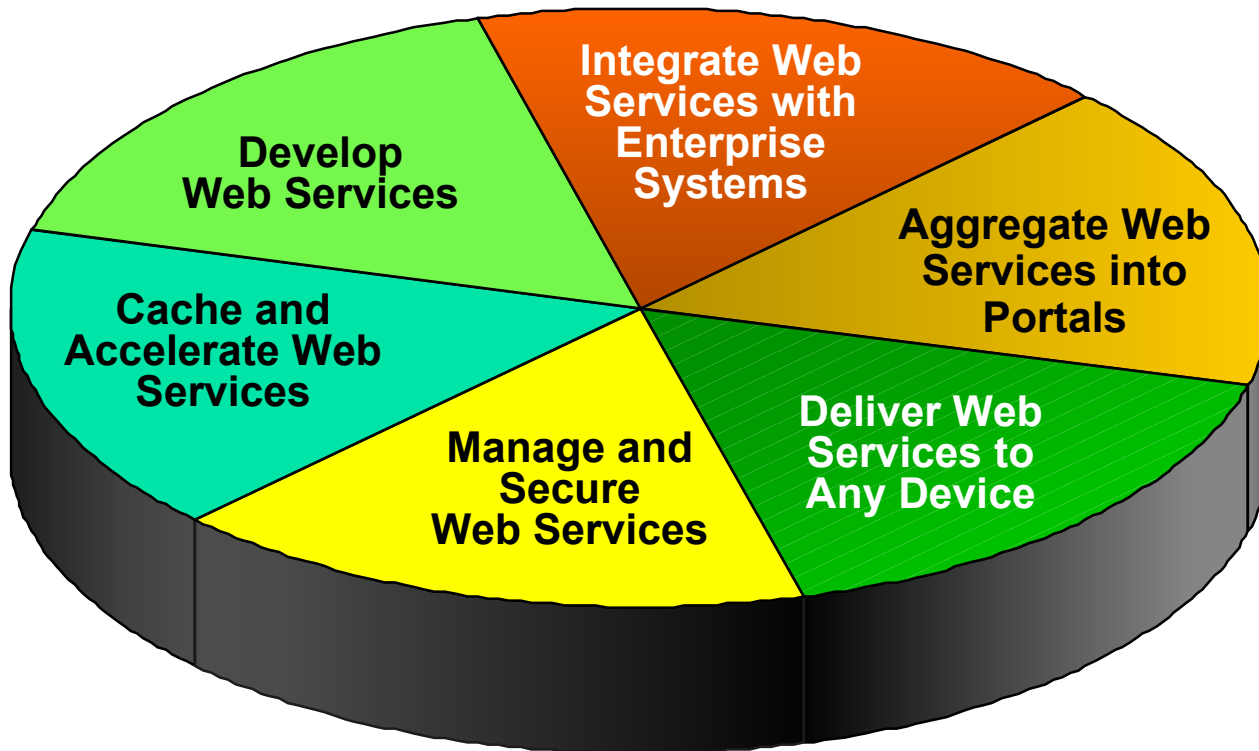 Integrate Web
Services with
Enterprise
Systems
Develop
Web Services
Aggregate Web
Services into
Portals
Cache and
Accelerate Web
Services
Deliver Web
Services to
Any Device
Manage and
Secure
Web Services